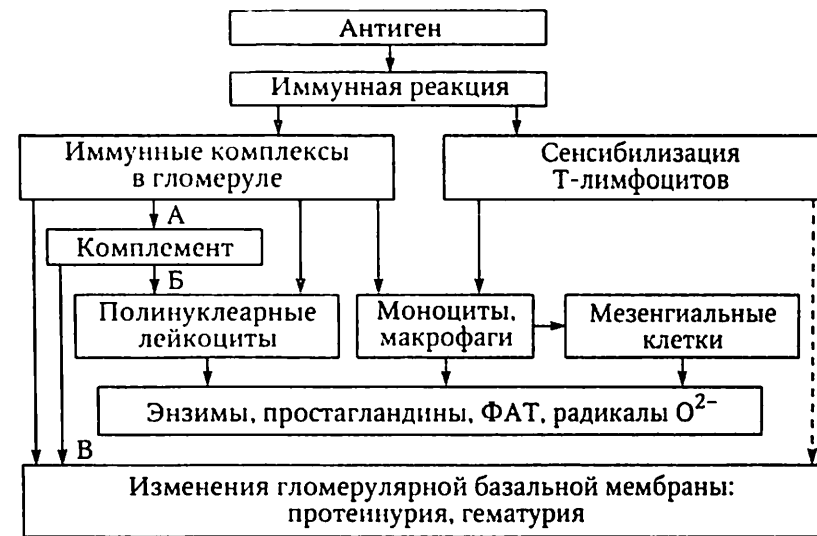 Антиген
Иммунная реакция
Иммунные комплексы
в гломеруле
Сенсибилизация
Т-лимфоцитов
А
Комплемент
Б
Полинуклеарные
лейкоциты
Моноциты,
макрофаги
Мезенгиальные
клетки
Энзимы, простагландины, ФАТ, радикалы О²⁻
В
Изменения гломерулярной базальной мембраны:
протеинурия, гематурия